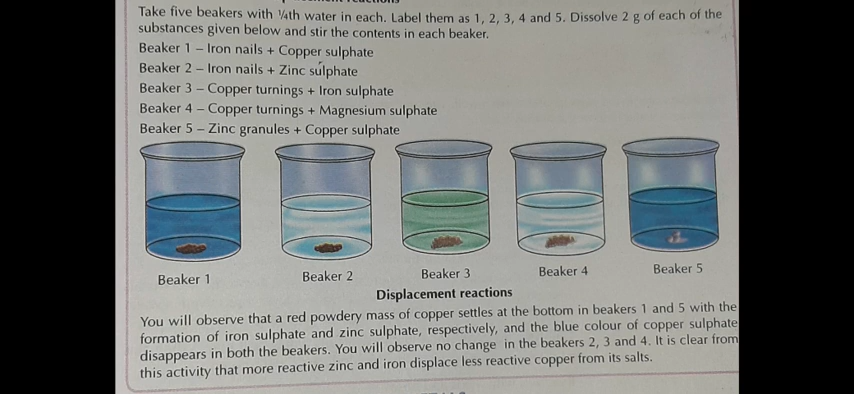 Take five beakers with ¼th water in each. Label them as 1, 2, 3, 4 and 5. Dissolve 2 g of each of the
substances given below and stir the contents in each beaker.
Beaker 1 – Iron nails + Copper sulphate
Beaker 2 – Iron nails + Zinc sulphate
Beaker 3 – Copper turnings + Iron sulphate
Beaker 4 – Copper turnings + Magnesium sulphate
Beaker 5 – Zinc granules + Copper sulphate
Beaker 1 Beaker 2 Beaker 3 Beaker 4 Beaker 5
Displacement reactions
You will observe that a red powdery mass of copper settles at the bottom in beakers 1 and 5 with the
formation of iron sulphate and zinc sulphate, respectively, and the blue colour of copper sulphate
disappears in both the beakers. You will observe no change in the beakers 2, 3 and 4. It is clear from
this activity that more reactive zinc and iron displace less reactive copper from its salts.